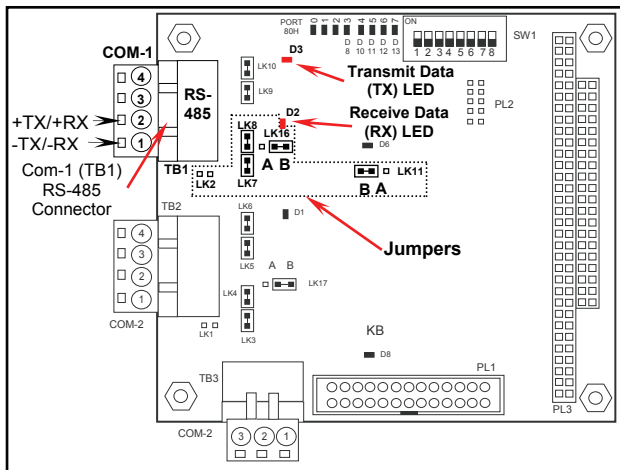 COM-1
4
3
2
1
+TX/+RX
-TX/-RX
Com-1 (TB1)
RS-485
Connector
RS-
485
TB1
PORT
80H
0 1 2 3 4 5 6 7
D 8
D 10
D 11
D 12
D 13
ON
1 2 3 4 5 6 7 8
SW1
D3
LK10
LK9
Transmit Data
(TX) LED
PL2
D2
Receive Data
(RX) LED
LK8
LK16
A B
D6
LK7
LK2
LK11
B A
TB2
4
3
2
1
COM-2
LK6
D1
LK5
Jumpers
A B
LK17
LK4
LK3
LK1
KB
D8
TB3
PL1
PL3
COM-2
3 2 1